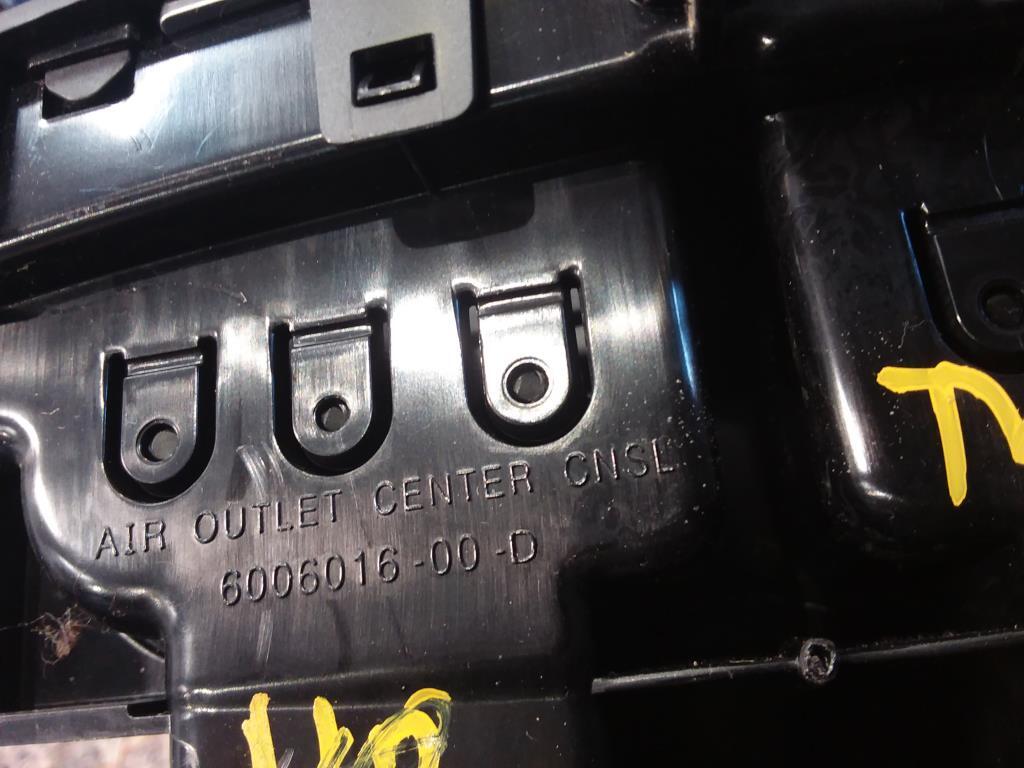 AIR OUTLET CENTER CNSL
6006016-00-D